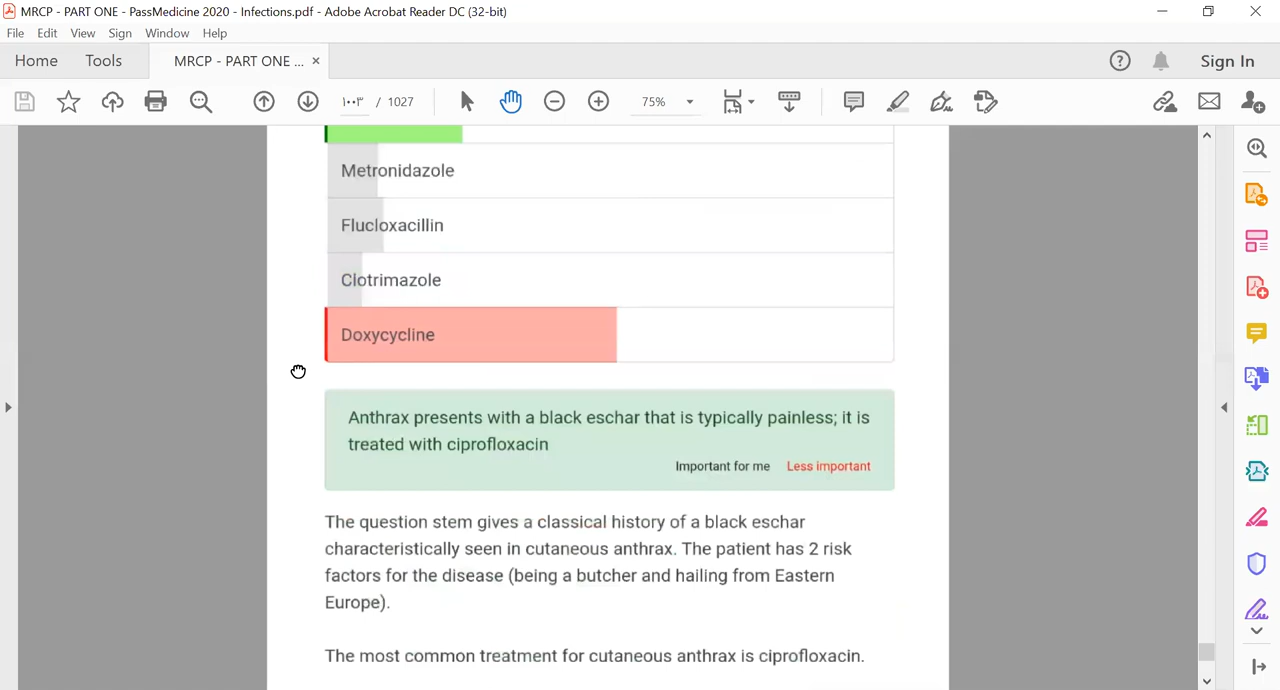 MRCP - PART ONE - PassMedicine 2020 - Infections.pdf - Adobe Acrobat Reader DC (32-bit)
File Edit View Sign Window Help
Home Tools MRCP - PART ONE ... × Sign In
١٠٠٣ / 1027 75%
Metronidazole
Flucloxacillin
Clotrimazole
Doxycycline
Anthrax presents with a black eschar that is typically painless; it is
treated with ciprofloxacin
Important for me Less important
The question stem gives a classical history of a black eschar
characteristically seen in cutaneous anthrax. The patient has 2 risk
factors for the disease (being a butcher and hailing from Eastern
Europe).
The most common treatment for cutaneous anthrax is ciprofloxacin.